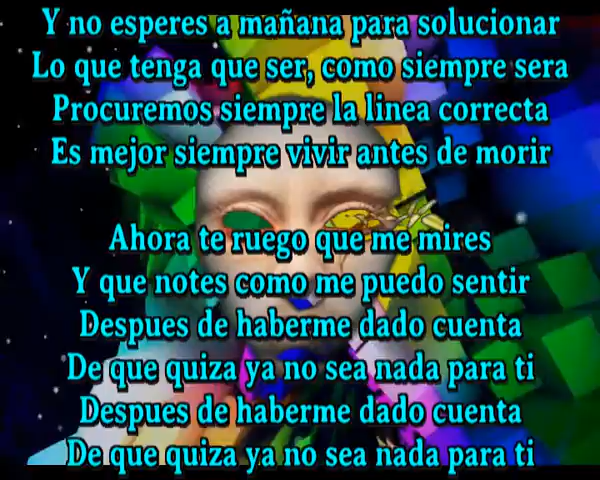 Y no esperes a mañana para solucionar
Lo que tenga que ser, como siempre sera
Procuremos siempre la linea correcta
Es mejor siempre vivir antes de morir
Ahora te ruego que me mires
Y que notes como me puedo sentir
Despues de haberme dado cuenta
De que quiza ya no sea nada para ti
Despues de haberme dado cuenta
De que quiza ya no sea nada para ti